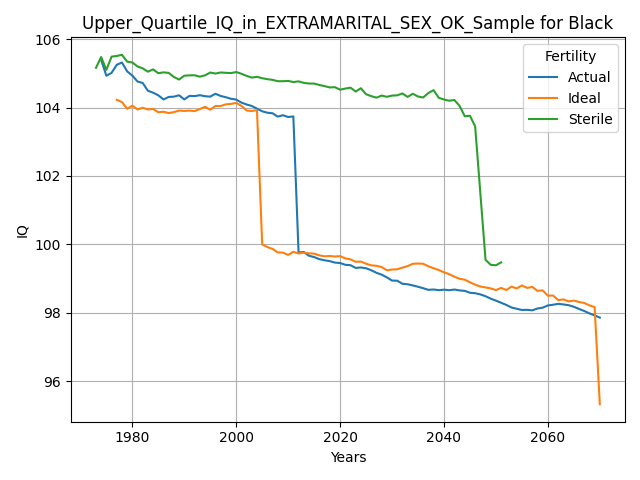 Upper_Quartile_IQ_in_EXTRAMARITAL_SEX_OK_Sample for Black
Fertility
Actual
Ideal
Sterile
IQ
106
104
102
100
98
96
1980
2000
2020
2040
2060
Years